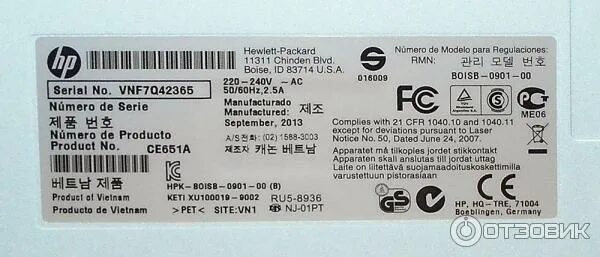 hp
Hewlett-Packard
11311 Chinden Blvd.
Boise, ID 83714 U.S.A.
Serial No. VNF7Q42365
Número de Serie
제품 번호
Número de Producto
Product No. CE651A
베트남 제품
Product of Vietnam
Producto de Vietnam
220-240V ~ AC
50/60Hz, 2.5A
Manufactured
Manufacturado 제조
September, 2013
A/S전화: (02) 1588-3003
제조자 캐논 베트남
HPK-BOISB-0901-00 (B)
KETI XU100019-9002
RU5-8936
>PET< SITE:VN1
NJ-01PT
S
016009
Número de Modelo para Regulaciones:
RMN: 관리 모델 번호
BOISB-0901-00
FC
ME06
Complies with 21 CFR 1040.10 and 1040.11
except for deviations pursuant to Laser
Notice No. 50, Dated June 24, 2007.
Laite on liitettävä suojamaadoituskoskettimilla
varustettuun pistorasiaan
Apparaten skall anslutas till jordat uttag
N
GS
HP, HQ-TRE, 71004
Boeblingen, Germany
ОТЗОВИК